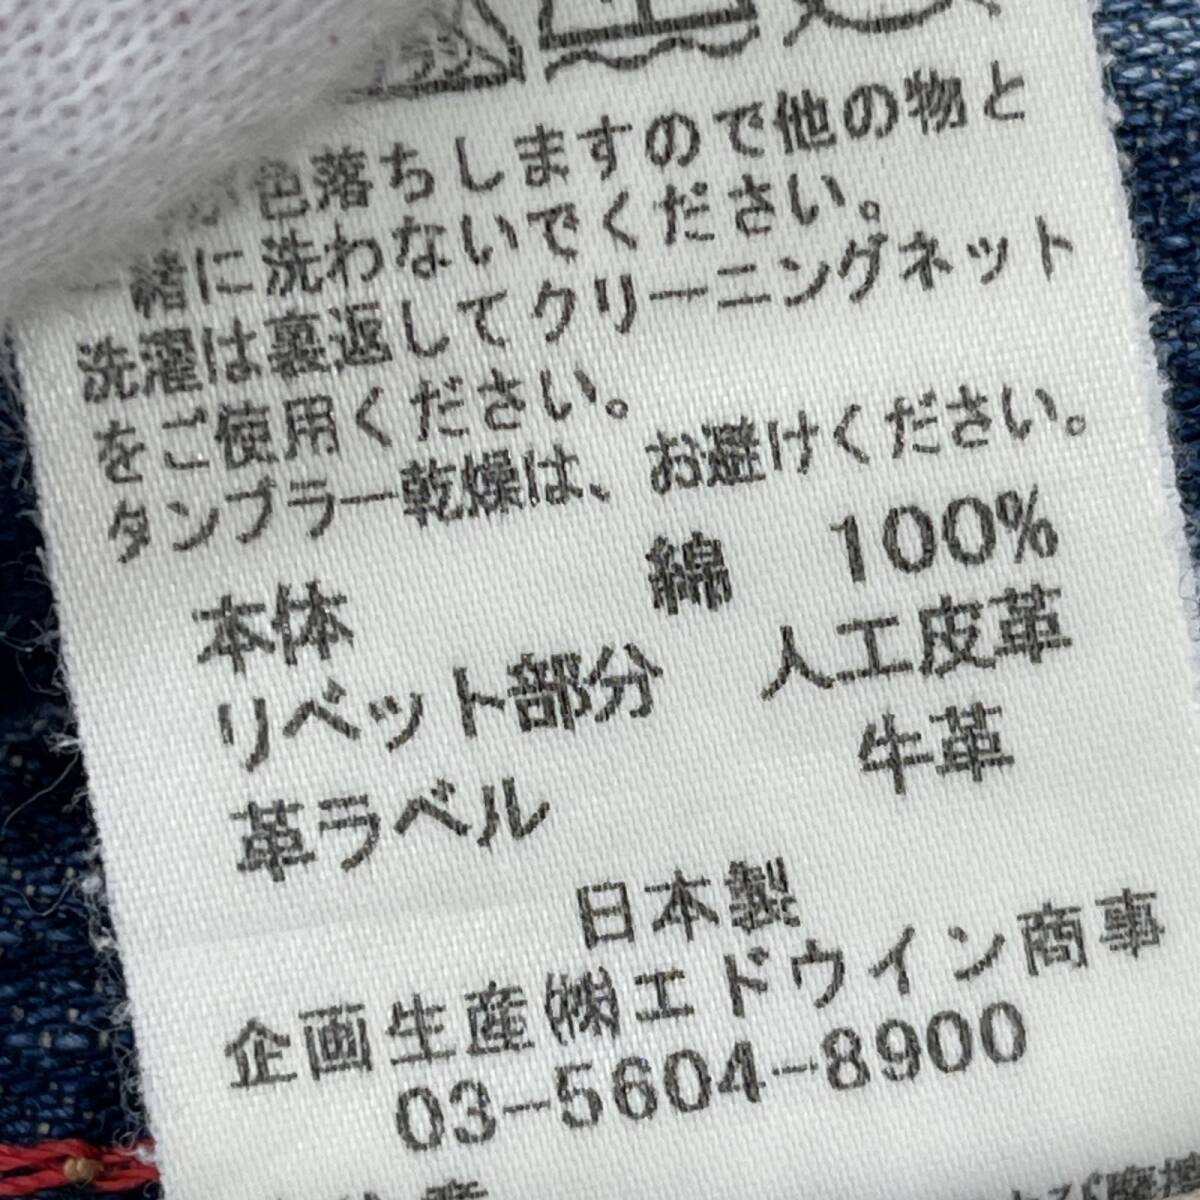 色落ちしますので他の物と
一緒に洗わないでください。
洗濯は裏返してクリーニングネット
をご使用ください。
タンブラー乾燥は、お避けください。
本体 綿 100%
リベット部分 人工皮革
革ラベル 牛革
日本製
企画生産㈱エドウイン商事
03-5604-8900